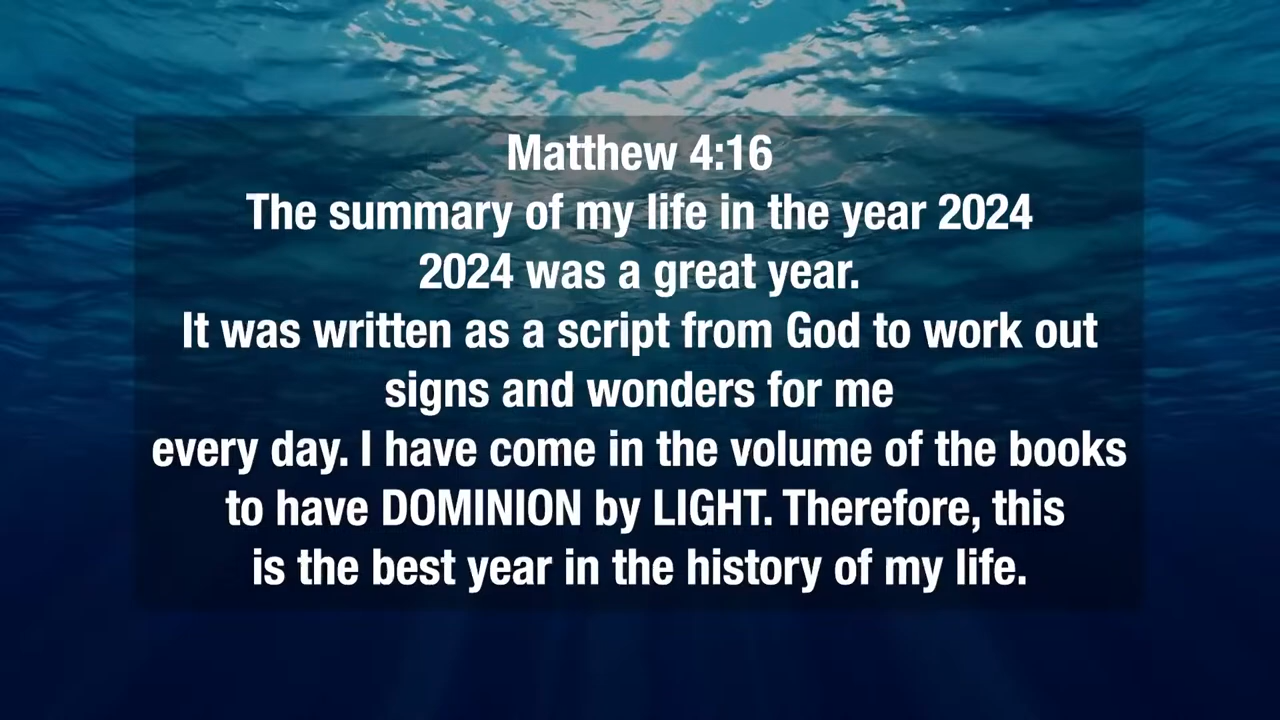 Matthew 4:16
The summary of my life in the year 2024
2024 was a great year.
It was written as a script from God to work out
signs and wonders for me
every day. I have come in the volume of the books
to have DOMINION by LIGHT. Therefore, this
is the best year in the history of my life.